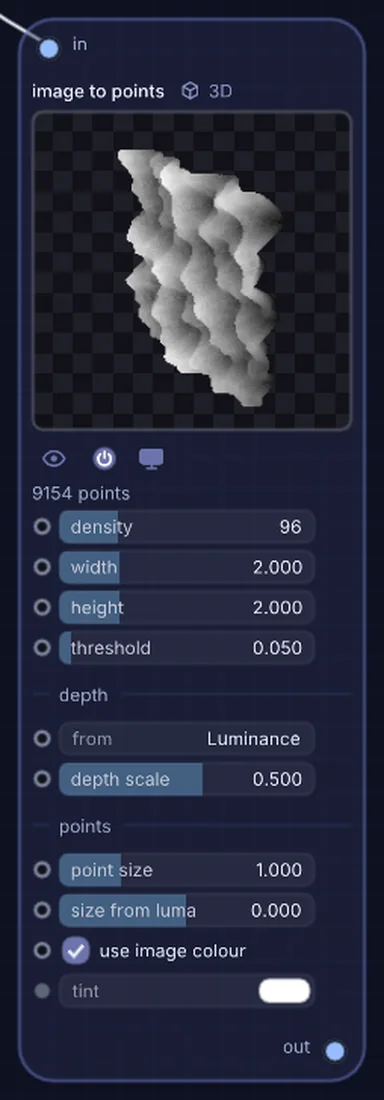 in
image to points 3D
9154 points
density 96
width 2.000
height 2.000
threshold 0.050
depth
from Luminance
depth scale 0.500
points
point size 1.000
size from luma 0.000
use image colour
tint
out